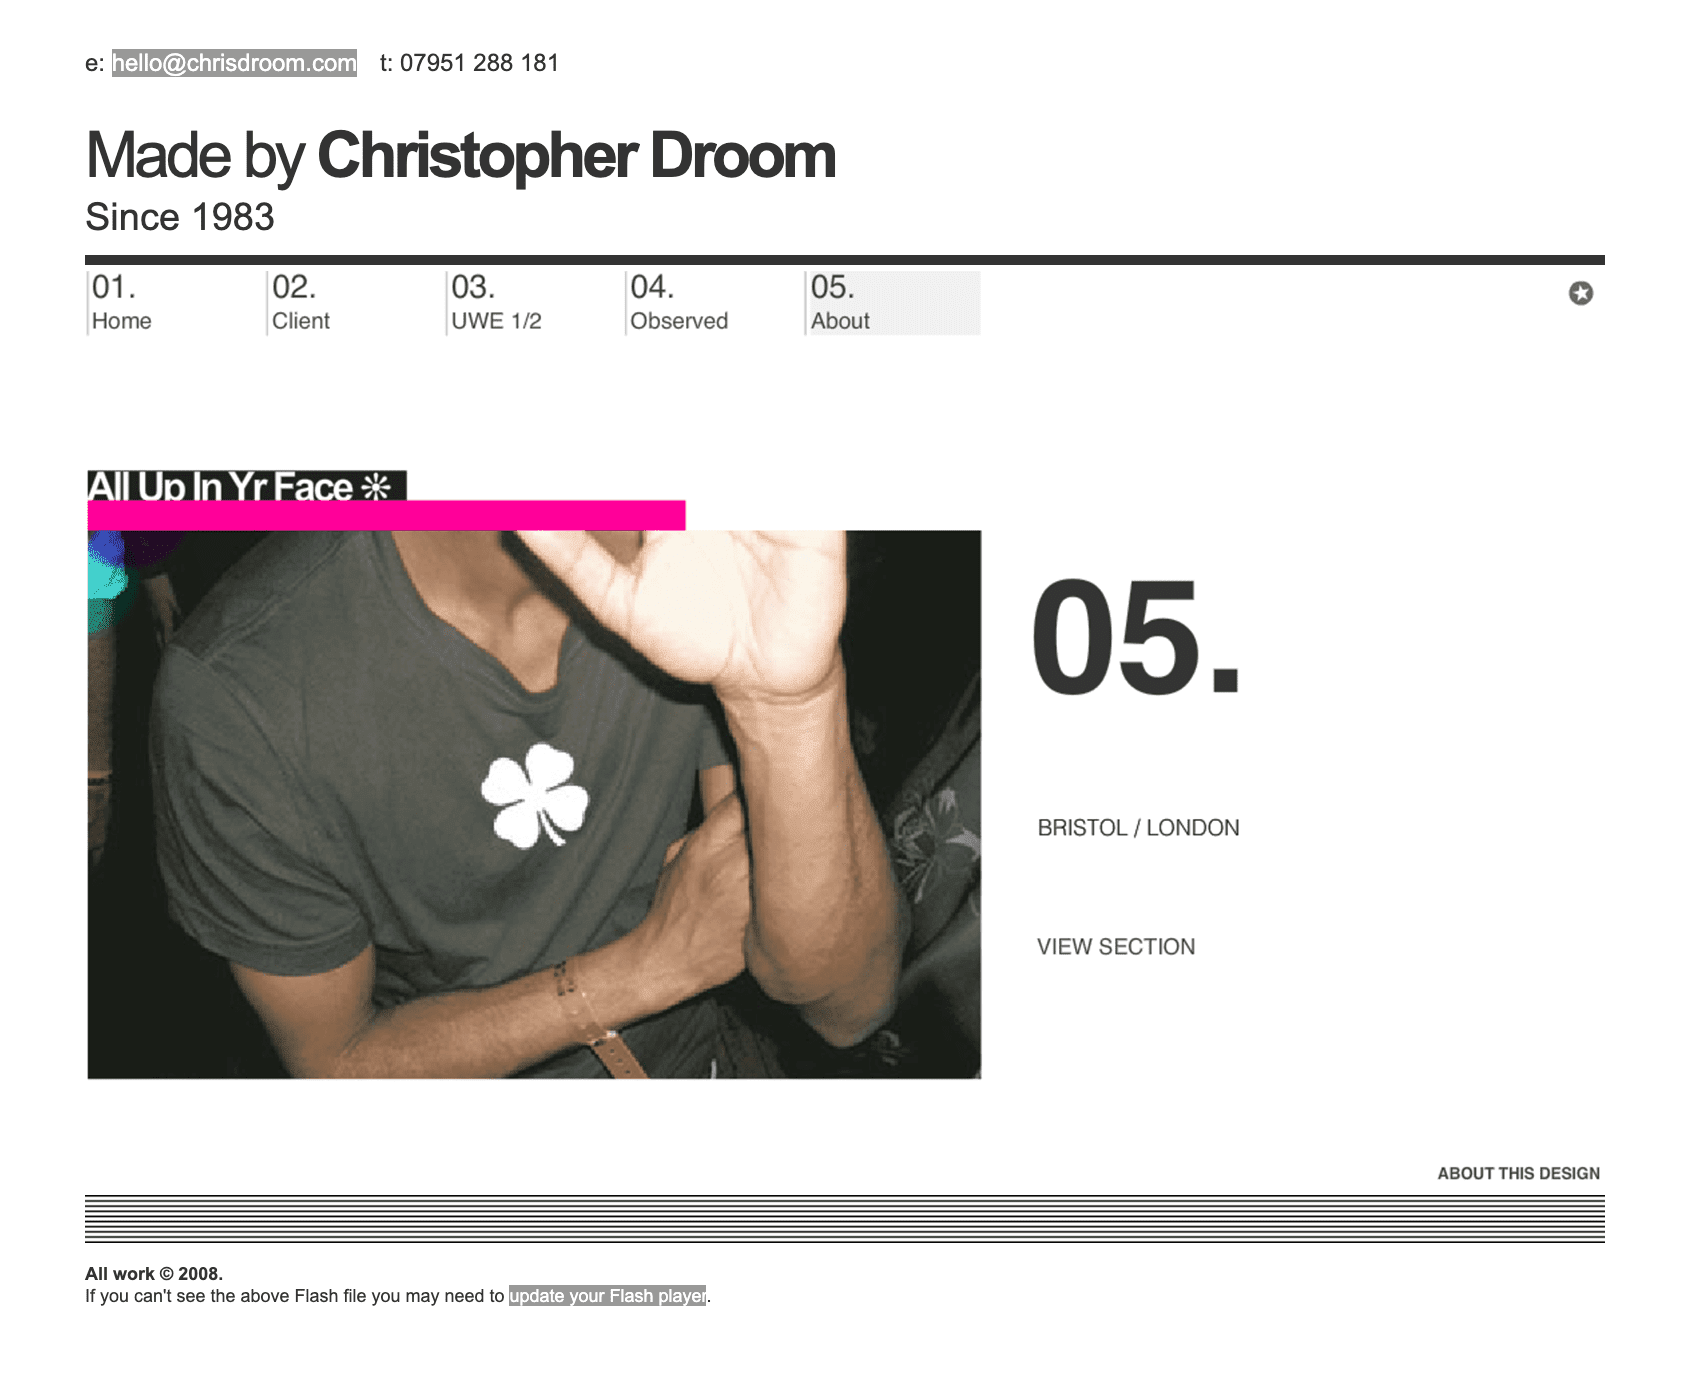 e: hello@chrisdroom.com t: 07951 288 181
Made by Christopher Droom
Since 1983
01. 02. 03. 04. 05.
Home Client UWE 1/2 Observed About
All Up In Yr Face
05.
BRISTOL / LONDON
VIEW SECTION
ABOUT THIS DESIGN
All work © 2008.
If you can't see the above Flash file you may need to update your Flash player.